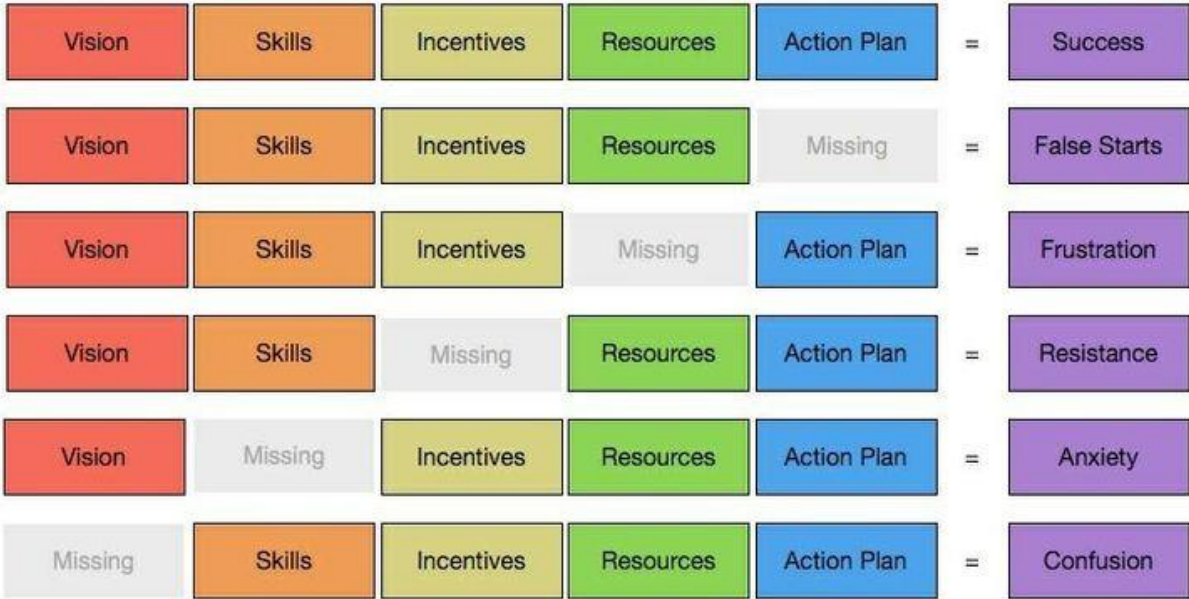 Vision Skills Incentives Resources Action Plan = Success
Vision Skills Incentives Resources Missing = False Starts
Vision Skills Incentives Missing Action Plan = Frustration
Vision Skills Missing Resources Action Plan = Resistance
Vision Missing Incentives Resources Action Plan = Anxiety
Missing Skills Incentives Resources Action Plan = Confusion